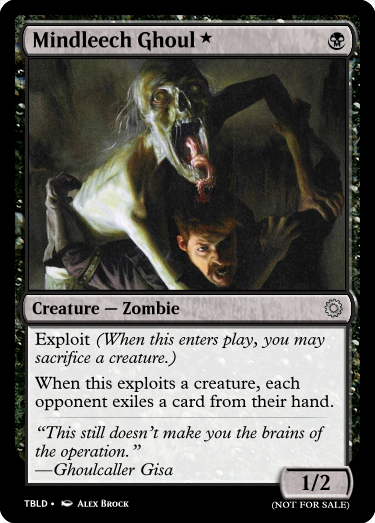 Mindleech Ghoul ★
Creature — Zombie
Exploit (When this enters play, you may
sacrifice a creature.)
When this exploits a creature, each
opponent exiles a card from their hand.
“This still doesn’t make you the brains of
the operation.”
—Ghoulcaller Gisa
1/2
TBLD • Alex Brock
(NOT FOR SALE)